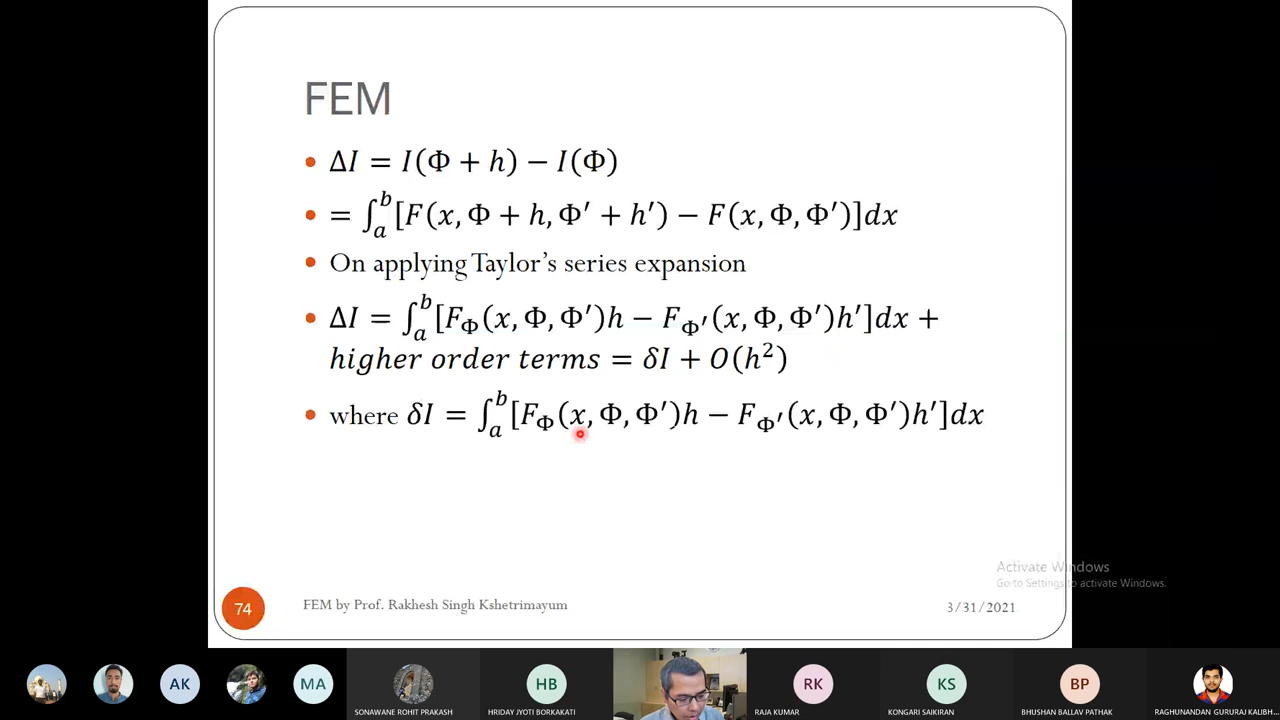 FEM
• ΔI = I(Φ + h) − I(Φ)
• = ∫_a^b [F(x, Φ + h, Φ′ + h′) − F(x, Φ, Φ′)]dx
• On applying Taylor's series expansion
• ΔI = ∫_a^b [F_Φ(x, Φ, Φ′)h − F_Φ′(x, Φ, Φ′)h′]dx +
higher order terms = δI + O(h²)
• where δI = ∫_a^b [F_Φ(x, Φ, Φ′)h − F_Φ′(x, Φ, Φ′)h′]dx
Activate Windows
Go to Settings to activate Windows.
74
FEM by Prof. Rakhesh Singh Kshetrimayum
3/31/2021
AK
MA
HB
RK
KS
BP
SONAWANE ROHIT PRAKASH
HRIDAY JYOTI BORKAKATI
RAJA KUMAR
KONGARI SAIKIRAN
BHUSHAN BALLAV PATHAK
RAGHUNANDAN GURURAJ KALIBH...